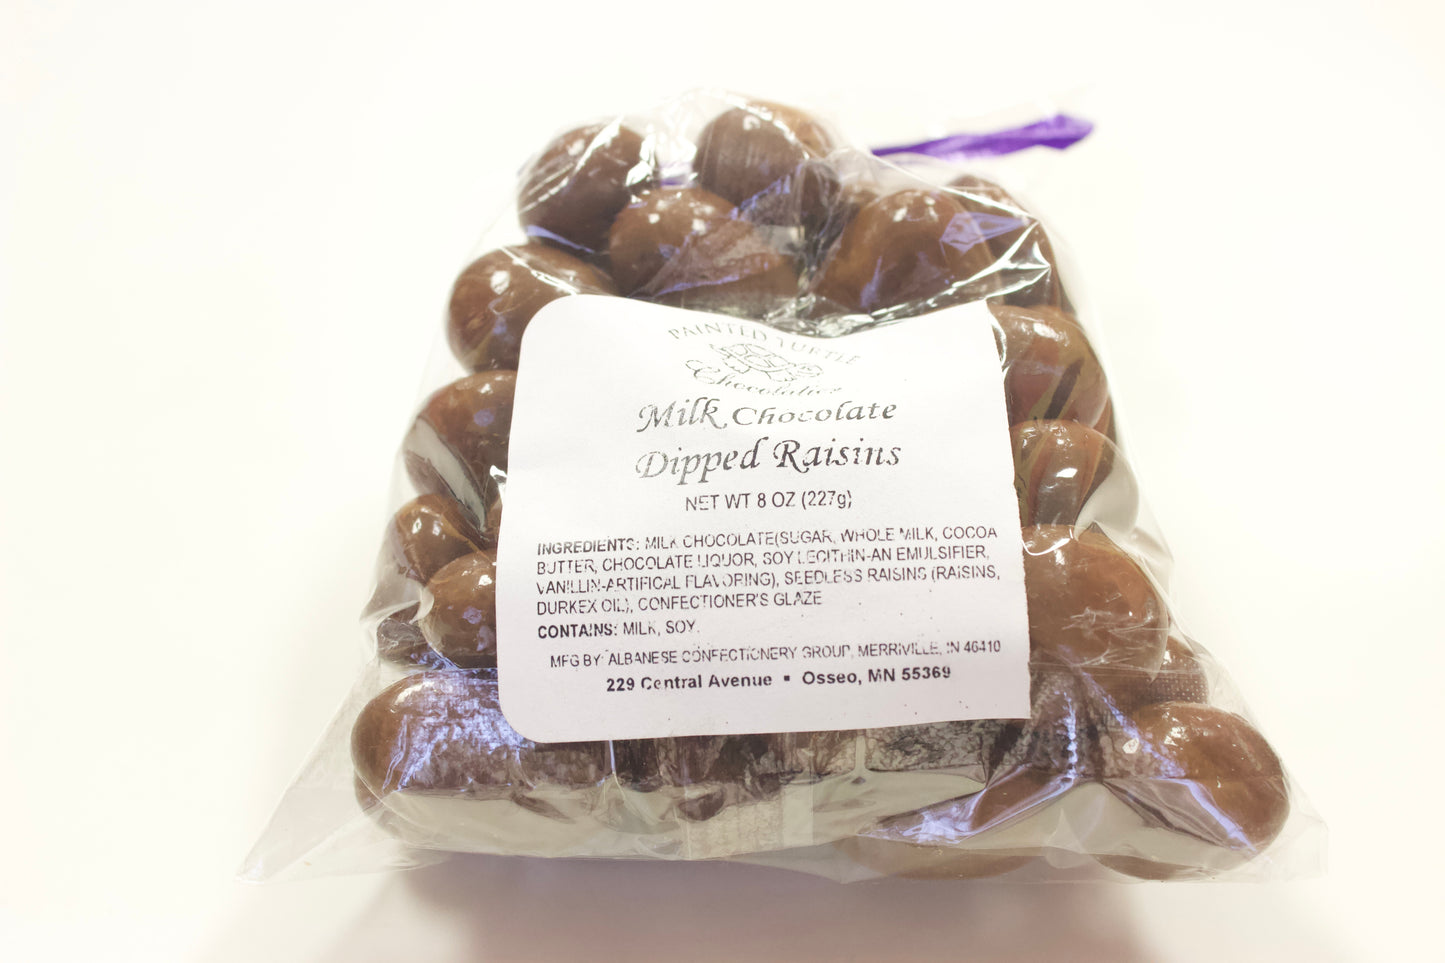 PAINTED TURTLE
Chocolatier
Milk Chocolate
Dipped Raisins
NET WT 8 OZ (227g)
INGREDIENTS: MILK CHOCOLATE(SUGAR, WHOLE MILK, COCOA
BUTTER, CHOCOLATE LIQUOR, SOY LECITHIN-AN EMULSIFIER,
VANILLIN-ARTIFICAL FLAVORING), SEEDLESS RAISINS (RAISINS,
DURKEX OIL), CONFECTIONER'S GLAZE
CONTAINS: MILK, SOY.
MFG BY: ALBANESE CONFECTIONERY GROUP, MERRIVILLE, IN 46410
229 Central Avenue ▪ Osseo, MN 55369